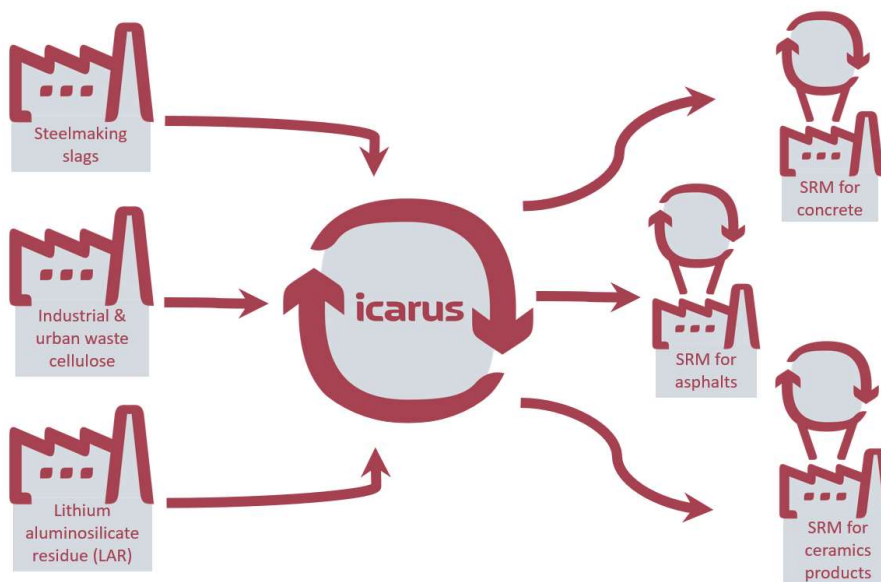 Steelmaking
slags
Industrial &
urban waste
cellulose
Lithium
aluminosilicate
residue (LAR)
icarus
SRM for
concrete
SRM for
asphalts
SRM for
ceramics
products